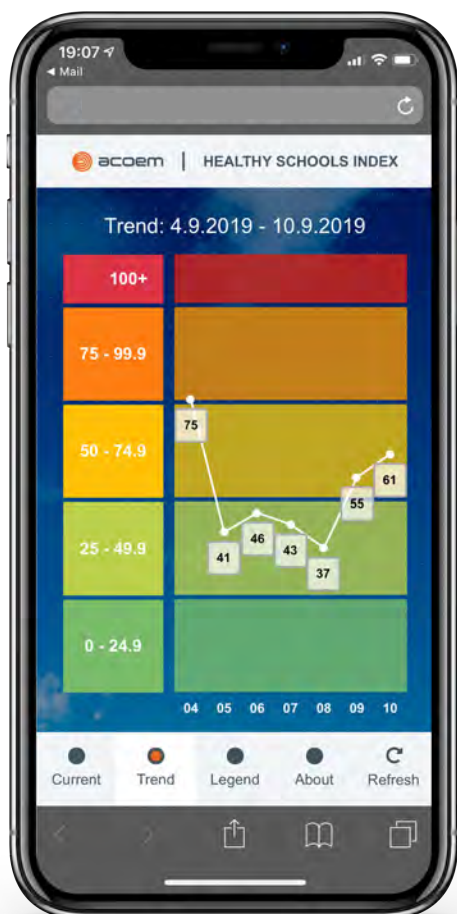 19:07
Mail
acoem | HEALTHY SCHOOLS INDEX
Trend: 4.9.2019 - 10.9.2019
100+
75 - 99.9
50 - 74.9
25 - 49.9
0 - 24.9
75
41
46
43
37
55
61
04 05 06 07 08 09 10
Current Trend Legend About Refresh